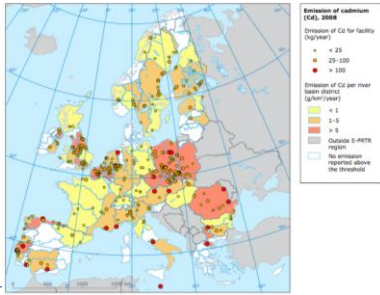 Emission of cadmium
(Cd), 2008
Emission of Cd for facility
(kg/year)
< 25
25–100
> 100
Emission of Cd per river
basin district
(g/km²/year)
< 1
1–5
> 5
Outside E-PRTR
region
No emission
reported above
the threshold